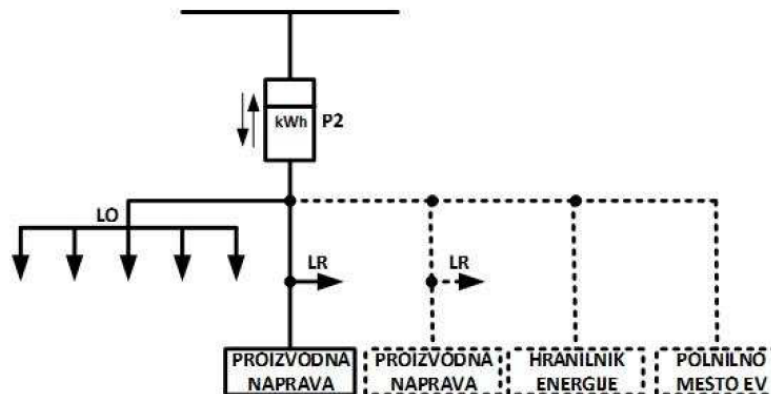 kWh P2
LO
LR
LR
PROIZVODNA
NAPRAVA
PROIZVODNA
NAPRAVA
HRANILNIK
ENERGIJE
POLNILNO
MESTO EV